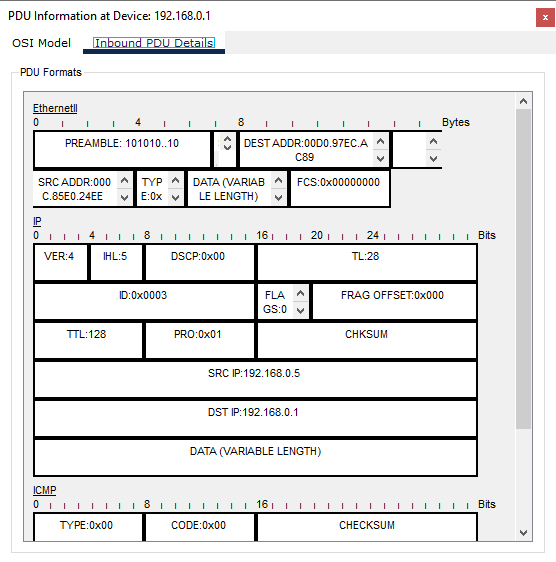 PDU Information at Device: 192.168.0.1
x
OSI Model Inbound PDU Details
PDU Formats
EthernetII
0 4 8 Bytes
PREAMBLE: 101010..10 DEST ADDR:00D0.97EC.A
C89
SRC ADDR:000 TYP DATA (VARIAB FCS:0x00000000
C.85E0.24EE E:0x LE LENGTH)
IP
0 4 8 16 20 24 Bits
VER:4 IHL:5 DSCP:0x00 TL:28
ID:0x0003 FLA FRAG OFFSET:0x000
GS:0
TTL:128 PRO:0x01 CHKSUM
SRC IP:192.168.0.5
DST IP:192.168.0.1
DATA (VARIABLE LENGTH)
ICMP
0 8 16 Bits
TYPE:0x00 CODE:0x00 CHECKSUM